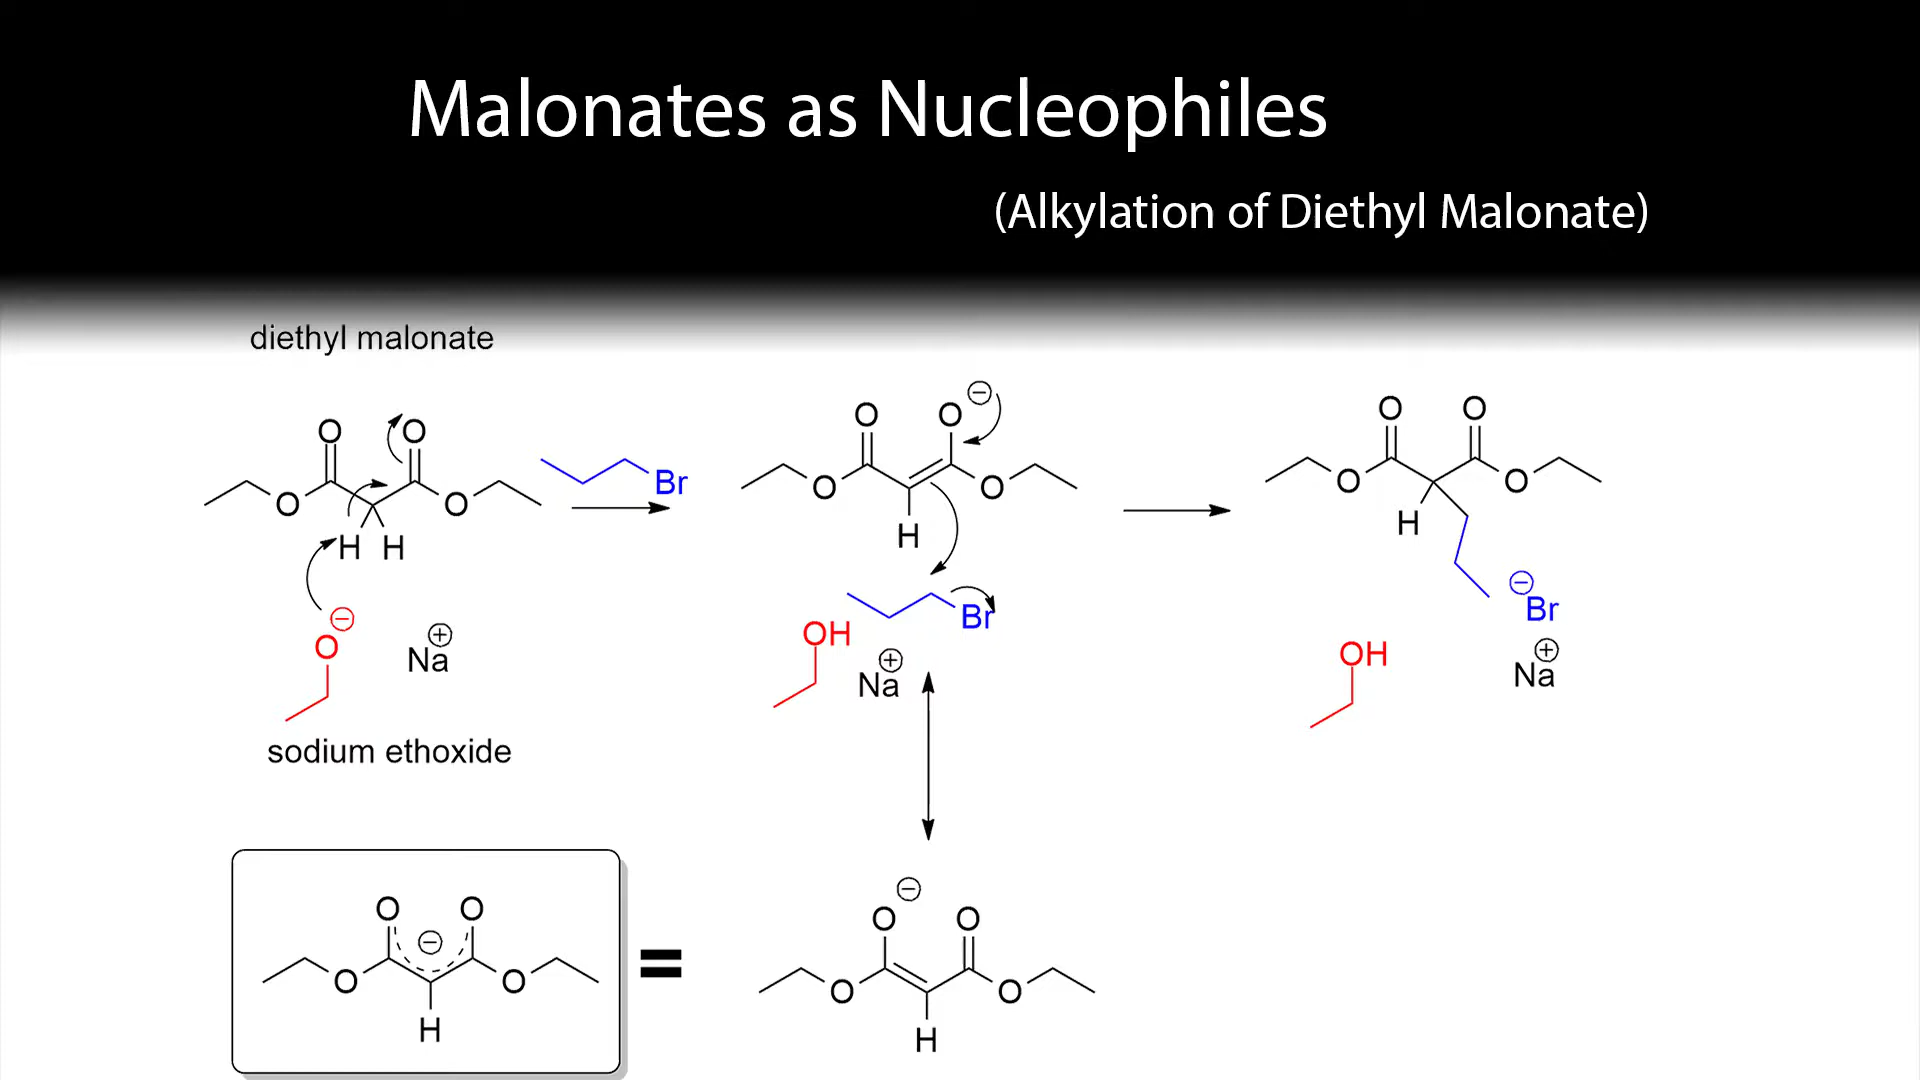 Malonates as Nucleophiles
(Alkylation of Diethyl Malonate)
diethyl malonate
O O
O O
H H
Br
O ⊖
Na ⊕
sodium ethoxide
O O ⊖
O O
H
Br
OH
Na ⊕
O O
O O
H
⊖
Br
OH
Na ⊕
O O
⊖
O O
H
=
O ⊖ O
O O
H